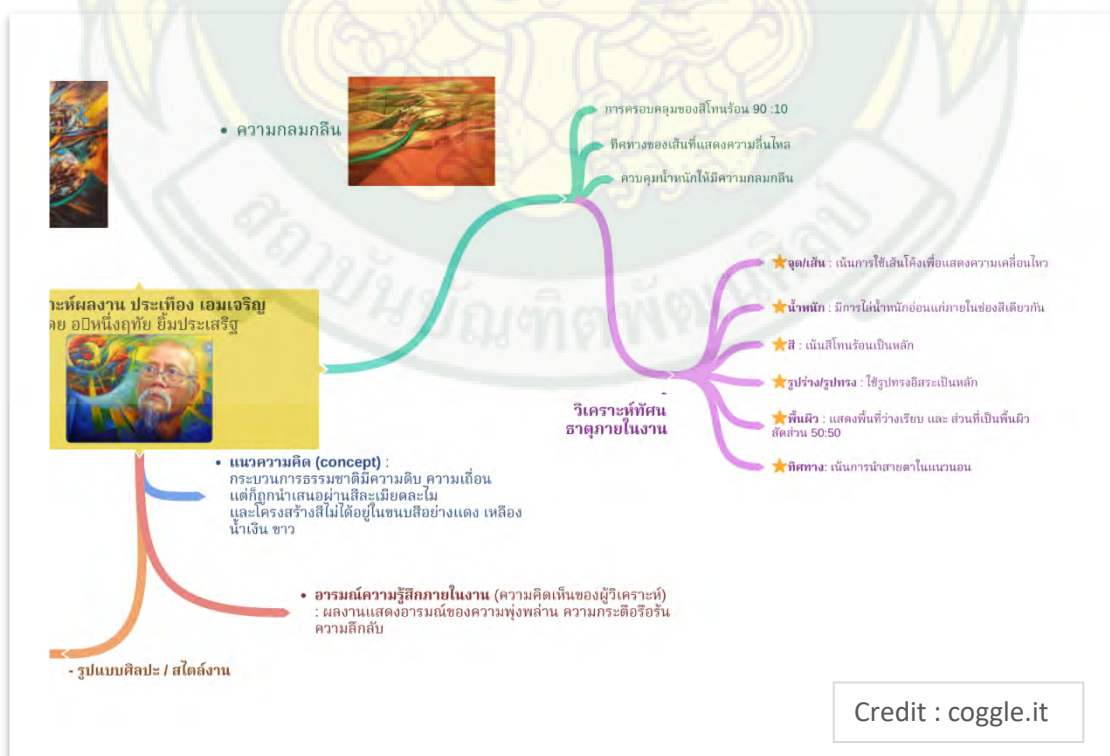 • ความกลมกลืน
การครอบคลุมของสีโทนร้อน 90 :10
ทิศทางของเส้นที่แสดงความลื่นไหล
ควบคุมน้ำหนักให้มีความกลมกลืน
สถาบันบัณฑิตพัฒนศิลป์
★จุด/เส้น : เน้นการใช้เส้นโค้งเพื่อแสดงความเคลื่อนไหว
★น้ำหนัก : มีการไล่น้ำหนักอ่อนแก่ภายในช่องสีเดียวกัน
★สี : เน้นสีโทนร้อนเป็นหลัก
★รูปร่าง/รูปทรง : ใช้รูปทรงอิสระเป็นหลัก
★พื้นผิว : แสดงพื้นที่ว่างเรียบ และ ส่วนที่เป็นพื้นผิว
สัดส่วน 50:50
★ทิศทาง: เน้นการนำสายตาในแนวนอน
-
วิเคราะห์ทัศน
ธาตุภายในงาน
าะห์ผลงาน ประเทือง เอมเจริญ
ดย อ▯หนึ่งฤทัย ยิ้มประเสริฐ
• แนวความคิด (concept) :
กระบวนการธรรมชาติมีความดิบ ความเถื่อน
แต่ก็ถูกนำเสนอผ่านสีละเมียดละไม
และโครงสร้างสีไม่ได้อยู่ในขนบสีอย่างแดง เหลือง
น้ำเงิน ขาว
• อารมณ์ความรู้สึกภายในงาน (ความคิดเห็นของผู้วิเคราะห์)
: ผลงานแสดงอารมณ์ของความพุ่งพล่าน ความกระตือรือร้น
ความลึกลับ
- รูปแบบศิลปะ / สไตล์งาน
Credit : coggle.it